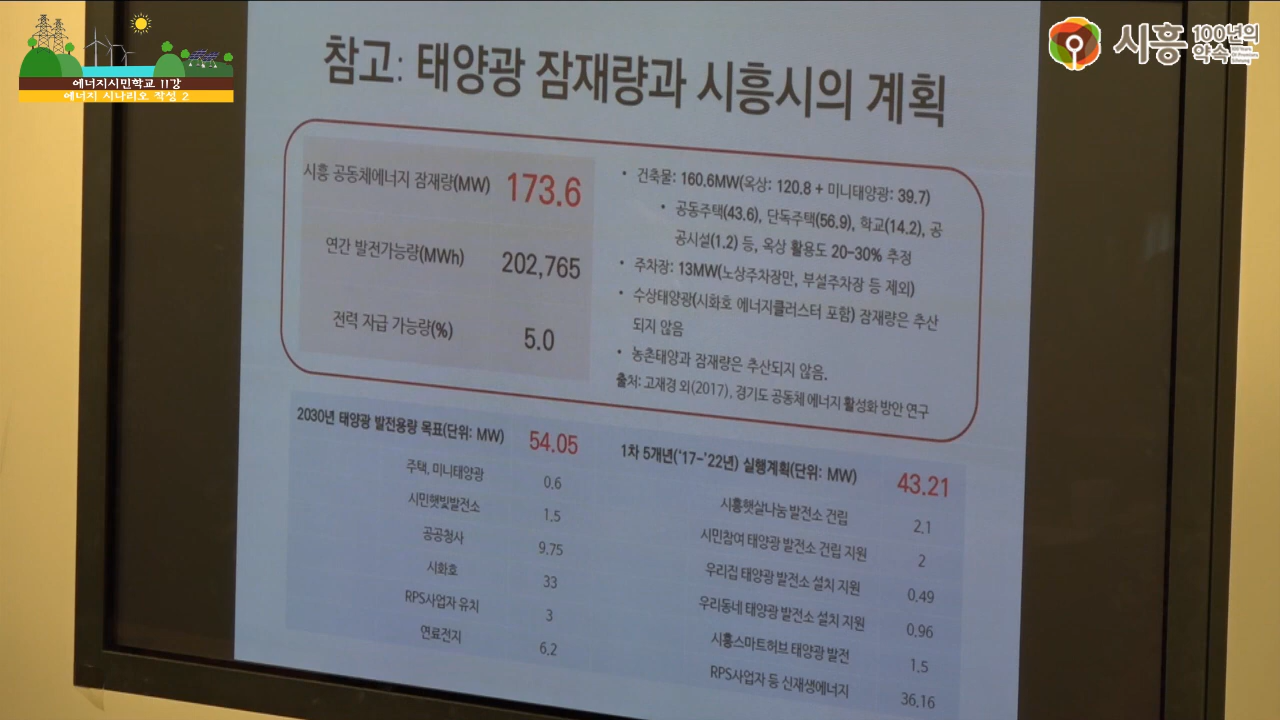 에너지시민학교 11강
에너지 시나리오 작성 2
시흥 100년의
약속
참고: 태양광 잠재량과 시흥시의 계획
시흥 공동체에너지 잠재량(MW) 173.6
연간 발전가능량(MWh) 202,765
전력 자급 가능량(%) 5.0
• 건축물: 160.6MW(옥상: 120.8 + 미니태양광: 39.7)
• 공동주택(43.6), 단독주택(56.9), 학교(14.2), 공
공시설(1.2) 등, 옥상 활용도 20-30% 추정
• 주차장: 13MW(노상주차장만, 부설주차장 등 제외)
• 수상태양광(시화호 에너지클러스터 포함) 잠재량은 추산
되지 않음
• 농촌태양과 잠재량은 추산되지 않음.
출처: 고재경 외(2017), 경기도 공동체 에너지 활성화 방안 연구
2030년 태양광 발전용량 목표(단위: MW) 54.05
주택, 미니태양광 0.6
시민햇빛발전소 1.5
공공청사 9.75
시화호 33
RPS사업자 유치 3
연료전지 6.2
1차 5개년('17-'22년) 실행계획(단위: MW) 43.21
시흥햇살나눔 발전소 건립 2.1
시민참여 태양광 발전소 건립 지원 2
우리집 태양광 발전소 설치 지원 0.49
우리동네 태양광 발전소 설치 지원 0.96
시흥스마트허브 태양광 발전 1.5
RPS사업자 등 신재생에너지 36.16